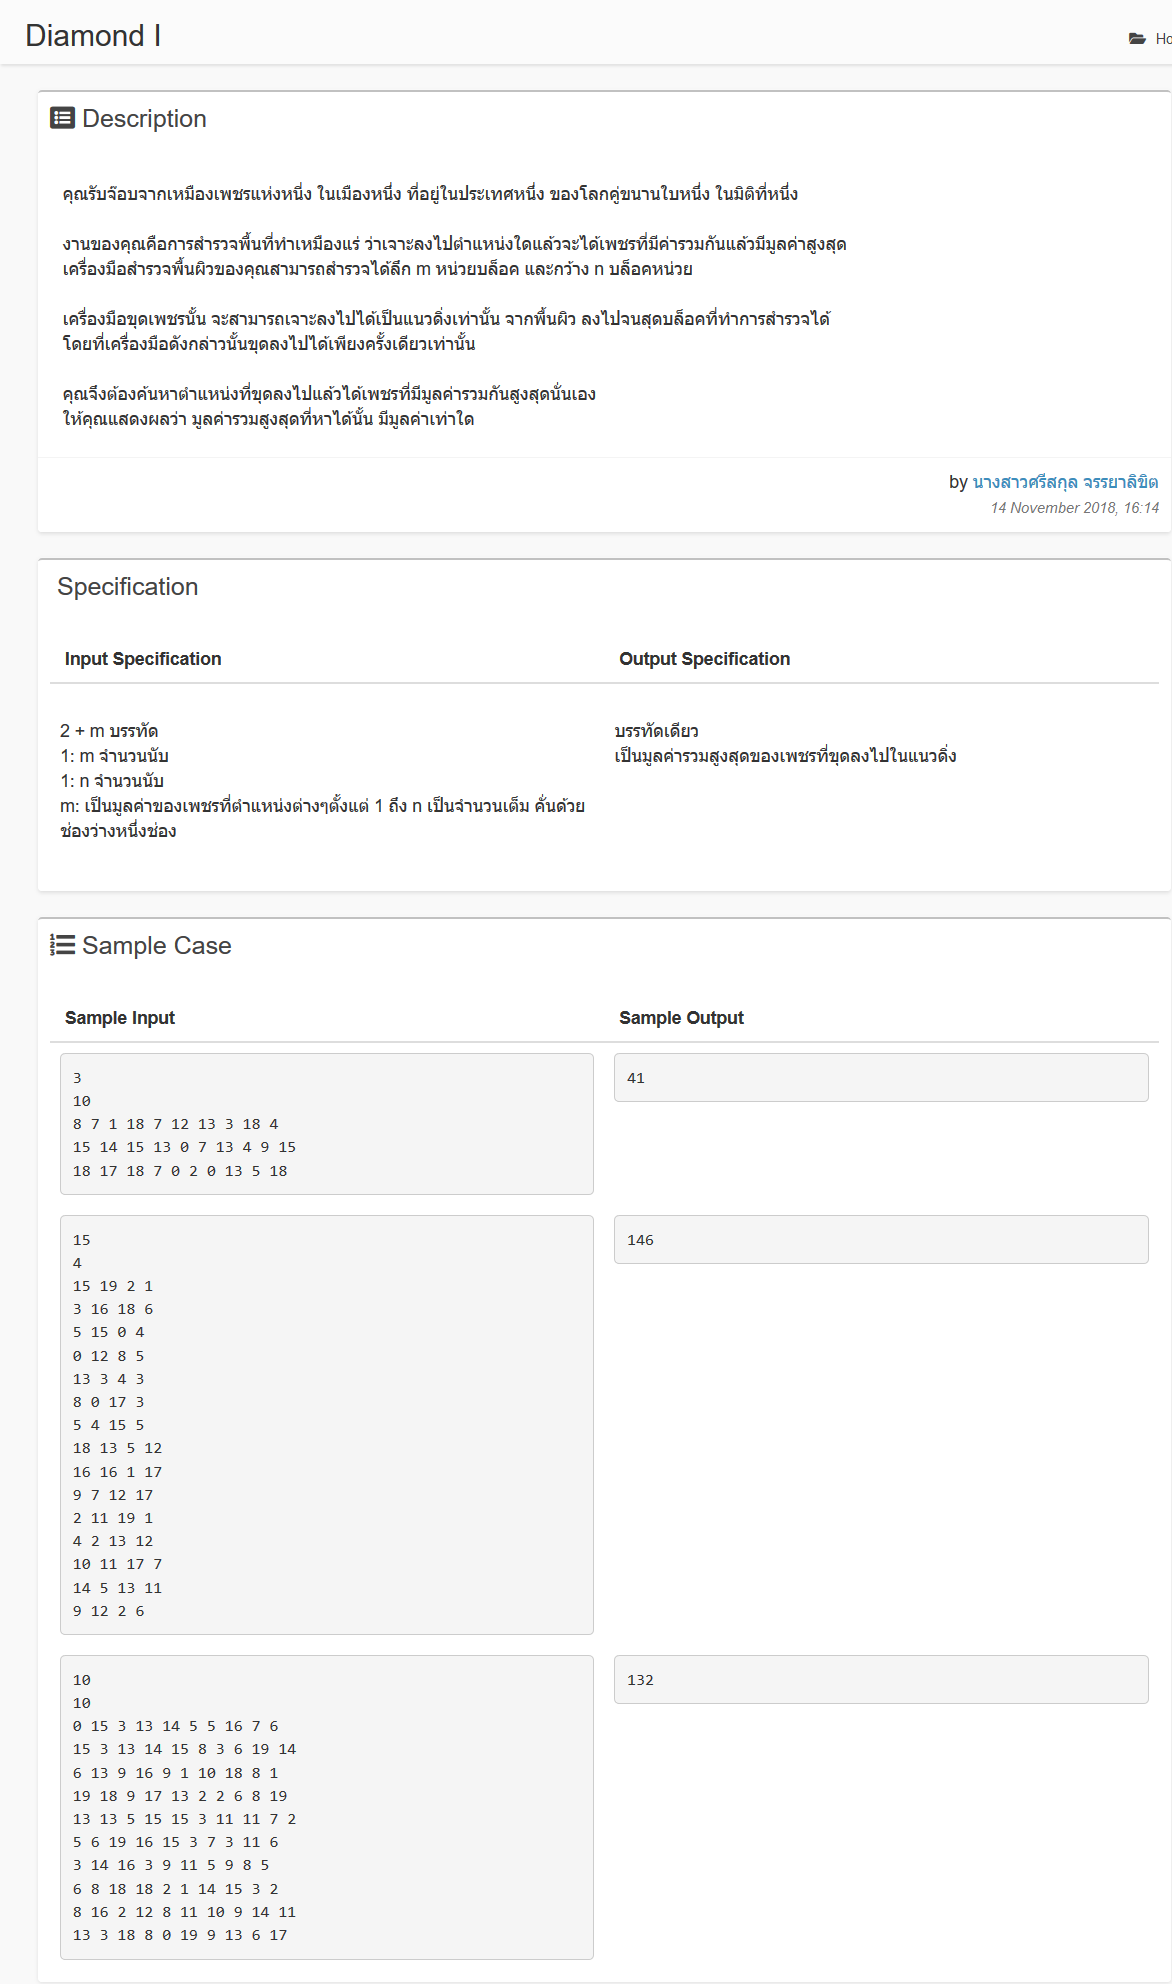 Diamond I
Ho
Description
คุณรับจ๊อบจากเหมืองเพชรแห่งหนึ่ง ในเมืองหนึ่ง ที่อยู่ในประเทศหนึ่ง ของโลกคู่ขนานใบหนึ่ง ในมิติที่หนึ่ง
งานของคุณคือการสำรวจพื้นที่ทำเหมืองแร่ ว่าเจาะลงไปตำแหน่งใดแล้วจะได้เพชรที่มีค่ารวมกันแล้วมีมูลค่าสูงสุด
เครื่องมือสำรวจพื้นผิวของคุณสามารถสำรวจได้ลึก m หน่วยบล็อค และกว้าง n บล็อคหน่วย
เครื่องมือขุดเพชรนั้น จะสามารถเจาะลงไปได้เป็นแนวดิ่งเท่านั้น จากพื้นผิว ลงไปจนสุดบล็อคที่ทำการสำรวจได้
โดยที่เครื่องมือดังกล่าวนั้นขุดลงไปได้เพียงครั้งเดียวเท่านั้น
คุณจึงต้องค้นหาตำแหน่งที่ขุดลงไปแล้วได้เพชรที่มีมูลค่ารวมกันสูงสุดนั่นเอง
ให้คุณแสดงผลว่า มูลค่ารวมสูงสุดที่หาได้นั้น มีมูลค่าเท่าใด
by นางสาวศรีสกุล จรรยาลิขิต
14 November 2018, 16:14
Specification
Input Specification
Output Specification
2 + m บรรทัด
1: m จำนวนนับ
1: n จำนวนนับ
m: เป็นมูลค่าของเพชรที่ตำแหน่งต่างๆตั้งแต่ 1 ถึง n เป็นจำนวนเต็ม คั่นด้วย
ช่องว่างหนึ่งช่อง
บรรทัดเดียว
เป็นมูลค่ารวมสูงสุดของเพชรที่ขุดลงไปในแนวดิ่ง
Sample Case
Sample Input
Sample Output
3
10
8 7 1 18 7 12 13 3 18 4
15 14 15 13 0 7 13 4 9 15
18 17 18 7 0 2 0 13 5 18
41
15
4
15 19 2 1
3 16 18 6
5 15 0 4
0 12 8 5
13 3 4 3
8 0 17 3
5 4 15 5
18 13 5 12
16 16 1 17
9 7 12 17
2 11 19 1
4 2 13 12
10 11 17 7
14 5 13 11
9 12 2 6
146
10
10
0 15 3 13 14 5 5 16 7 6
15 3 13 14 15 8 3 6 19 14
6 13 9 16 9 1 10 18 8 1
19 18 9 17 13 2 2 6 8 19
13 13 5 15 15 3 11 11 7 2
5 6 19 16 15 3 7 3 11 6
3 14 16 3 9 11 5 9 8 5
6 8 18 18 2 1 14 15 3 2
8 16 2 12 8 11 10 9 14 11
13 3 18 8 0 19 9 13 6 17
132